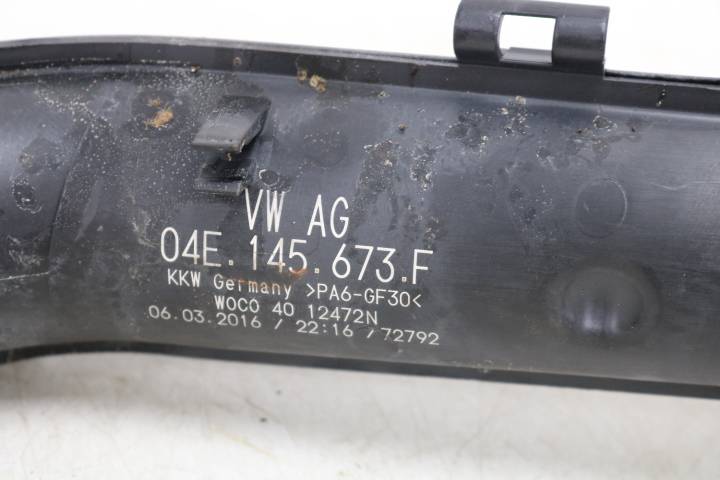 VW AG
04E.145.673.F
KKW Germany >PA6-GF30<
WOCO 40 12472N
06.03.2016 / 22:16 /72792